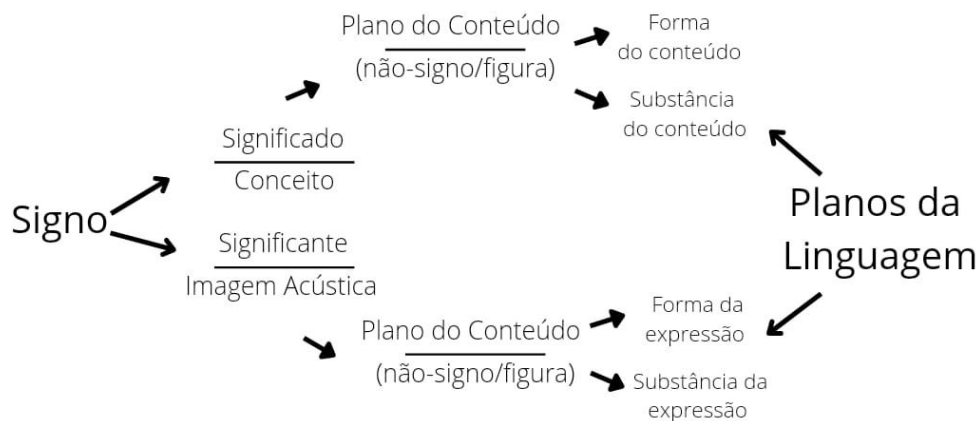 Plano do Conteúdo
(não-signo/figura)
Forma
do conteúdo
Substância
do conteúdo
Significado
Conceito
Signo
Significante
Imagem Acústica
Planos da
Linguagem
Plano do Conteúdo
(não-signo/figura)
Forma da
expressão
Substância da
expressão